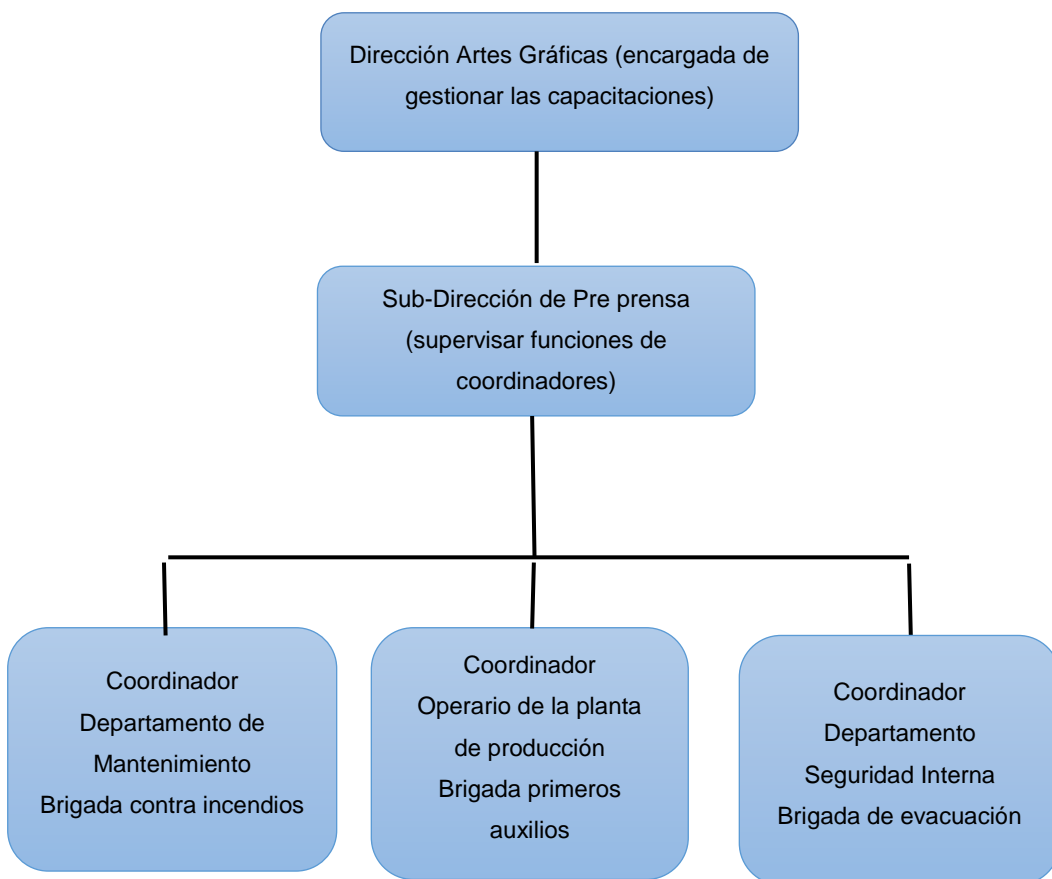 Dirección Artes Gráficas (encargada de
gestionar las capacitaciones)
Sub-Dirección de Pre prensa
(supervisar funciones de
coordinadores)
Coordinador
Departamento de
Mantenimiento
Brigada contra incendios
Coordinador
Operario de la planta
de producción
Brigada primeros
auxilios
Coordinador
Departamento
Seguridad Interna
Brigada de evacuación